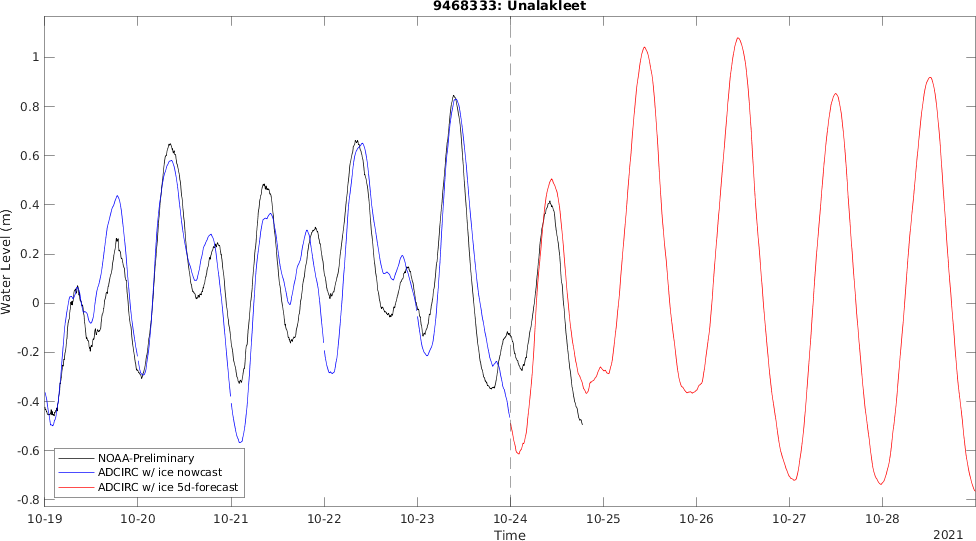 9468333: Unalakleet
1
0.8
0.6
0.4
0.2
0
-0.2
-0.4
-0.6
-0.8
Water Level (m)
NOAA-Preliminary
ADCIRC w/ ice nowcast
ADCIRC w/ ice 5d-forecast
10-19 10-20 10-21 10-22 10-23 10-24 10-25 10-26 10-27 10-28
Time
2021